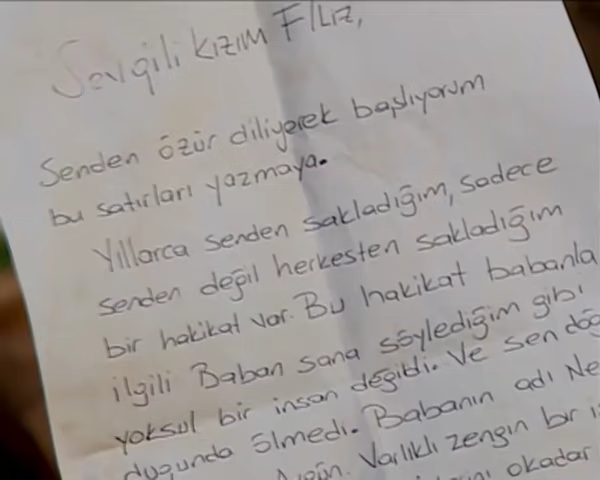 Sevgili Kızım Filiz,
Senden özür diliyerek başlıyorum
bu satırları yazmaya.
Yıllarca senden sakladığım, sadece
senden değil herkesten sakladığım
bir hakikat var. Bu hakikat babanla
ilgili Baban sana söylediğim gibi
yoksul bir insan değildi. Ve sen doğ
duğunda ölmedi. Babanın adı Ne
Varlıklı zengin bir
okadar